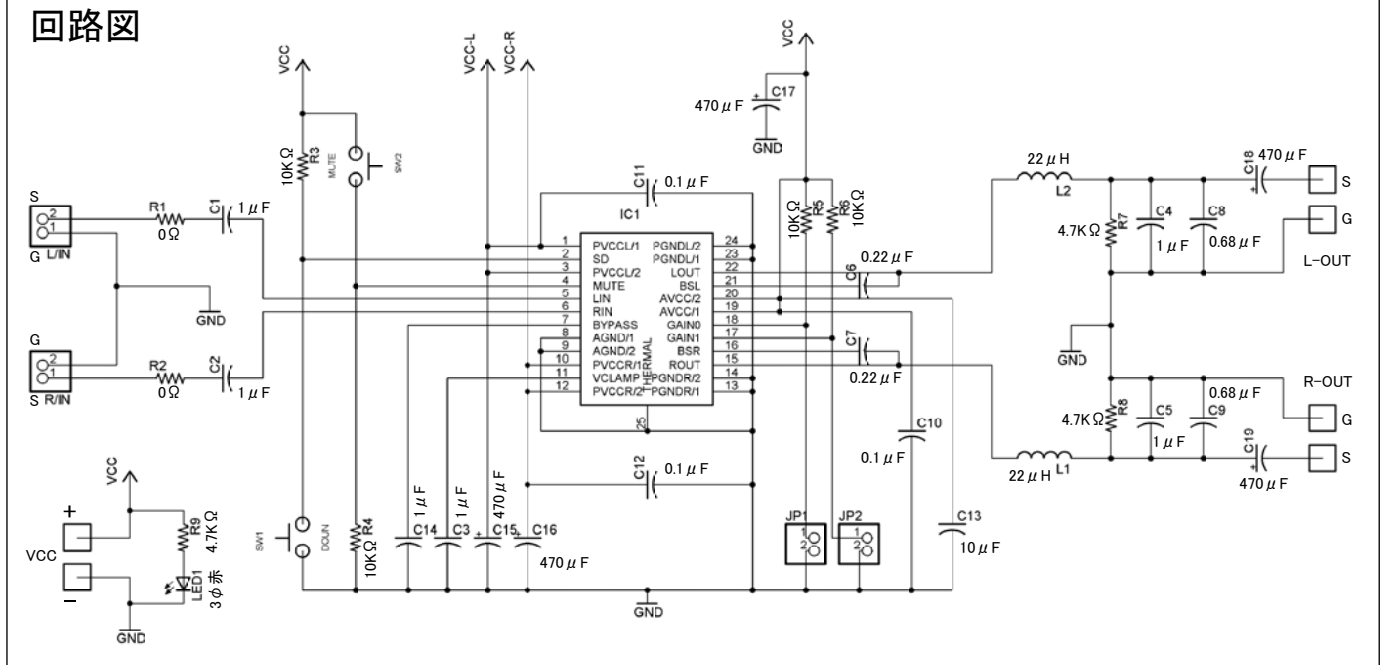 回路図
VCC
VCC-L
VCC-R
VCC
C17
470μF
GND
R3
10KΩ
MUTE
SW2
C11
0.1μF
IC1
R5
10KΩ
R6
10KΩ
22μH
L2
C18
470μF
S
G
L-OUT
S
2
1
G L/IN
R1
0Ω
C1
1μF
GND
G
2
1
S R/IN
R2
0Ω
C2
1μF
1 PVCCL/1
2 SD
3 PVCCL/2
4 MUTE
5 LIN
6 RIN
7 BYPASS
8 AGND/1
9 AGND/2
10 PVCCR/1
11 VCLAMP
12 PVCCR/2
THERMAL
25
PGNDL/2 24
PGNDL/1 23
LOUT 22
BSL 21
AVCC/2 20
AVCC/1 19
GAIN0 18
GAIN1 17
BSR 16
ROUT 15
PGNDR/2 14
PGNDR/1 13
0.22μF
C6
C7
0.22μF
R7
4.7KΩ
C4
1μF
C8
0.68μF
GND
R8
4.7KΩ
C5
1μF
C9
0.68μF
R-OUT
G
S
C19
470μF
22μH
L1
C10
0.1μF
C12
0.1μF
C13
10μF
JP1
1
2
JP2
1
2
VCC
+
VCC
−
R9
4.7KΩ
LED1
3φ赤
GND
SW1
DOUN
R4
10KΩ
C14
1μF
C3
1μF
C15
470μF
C16
470μF
GND